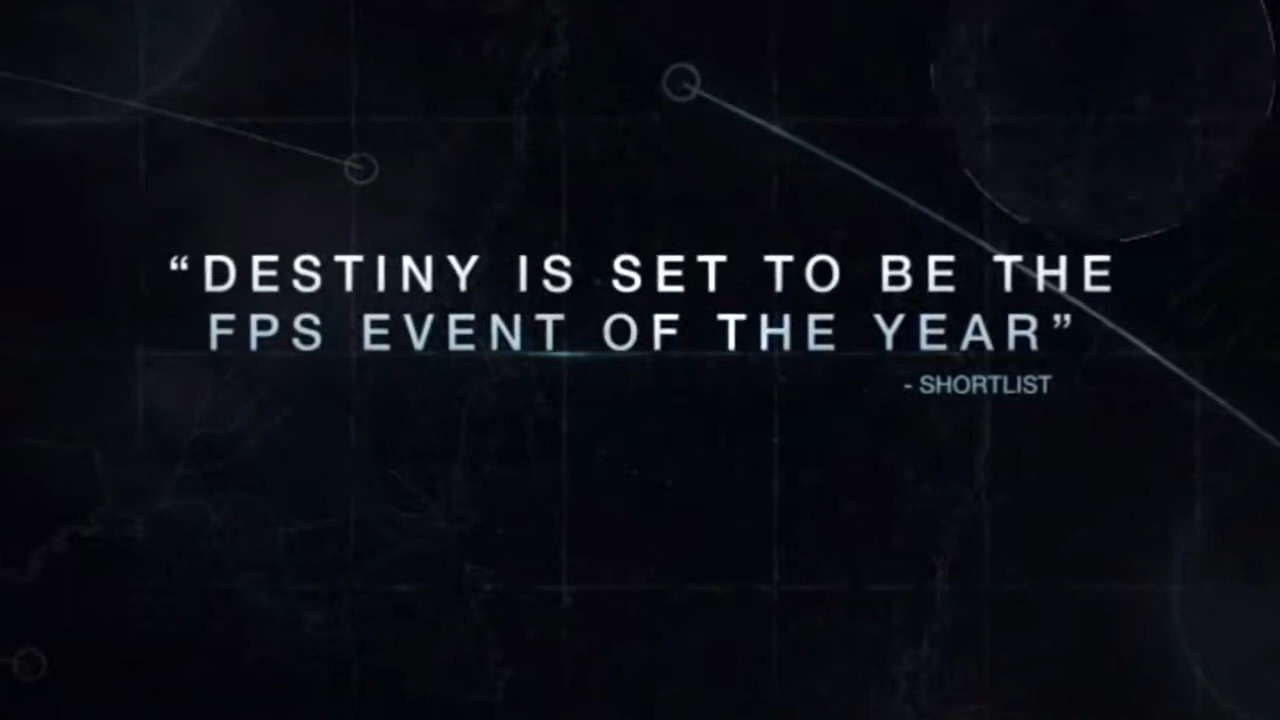 “DESTINY IS SET TO BE THE
FPS EVENT OF THE YEAR”
- SHORTLIST